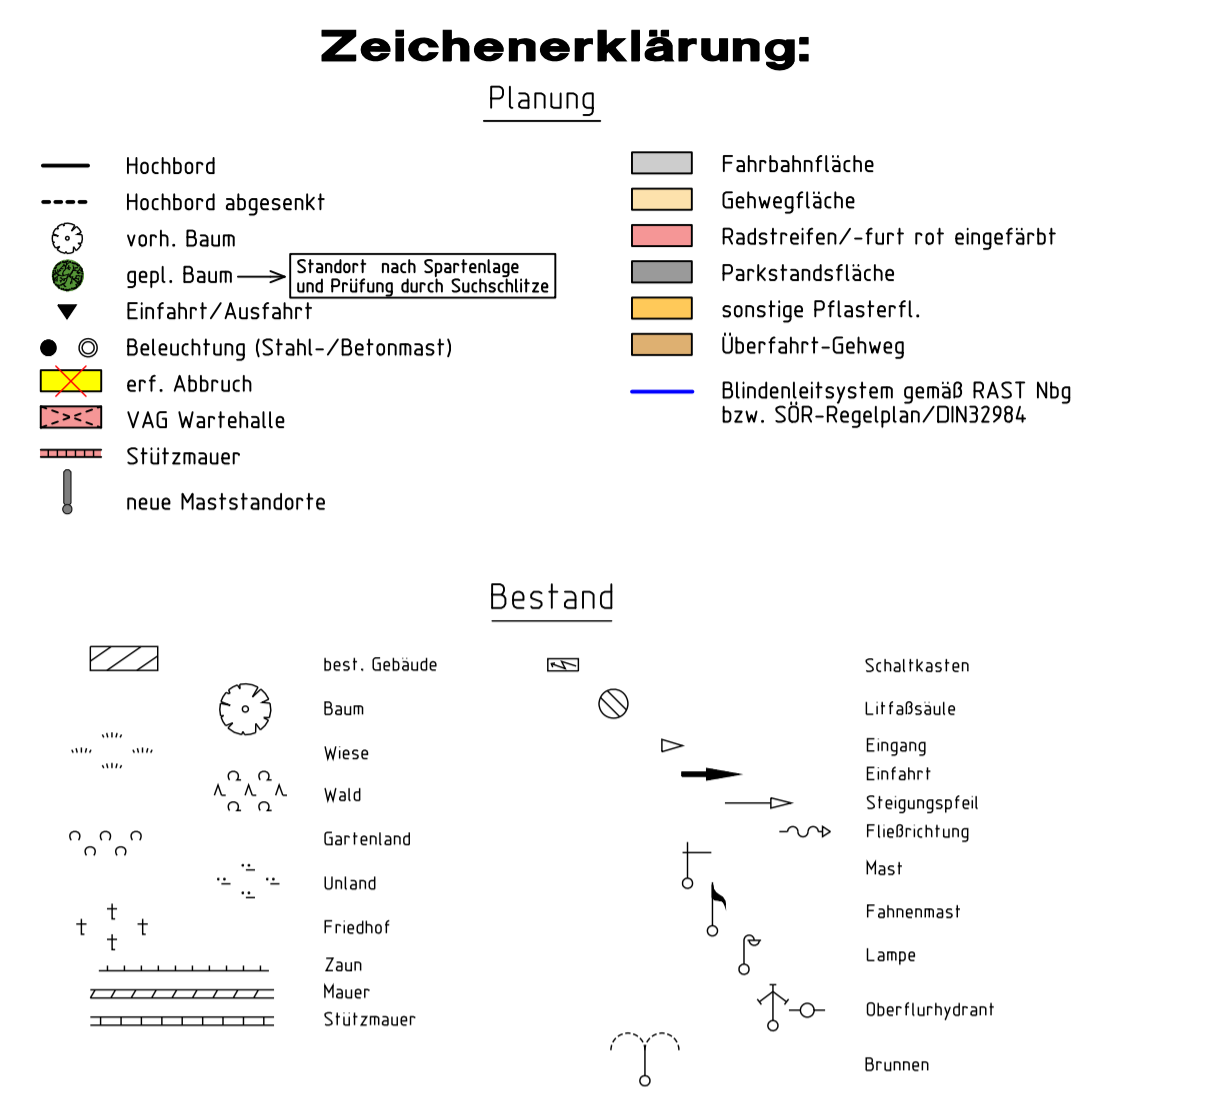 Zeichenerklärung:
Planung
Hochbord
Hochbord abgesenkt
vorh. Baum
gepl. Baum
Standort nach Spartenlage
und Prüfung durch Suchschlitze
Einfahrt/Ausfahrt
Beleuchtung (Stahl-/Betonmast)
erf. Abbruch
VAG Wartehalle
Stützmauer
neue Maststandorte
Fahrbahnfläche
Gehwegfläche
Radstreifen/-furt rot eingefärbt
Parkstandsfläche
sonstige Pflasterfl.
Überfahrt-Gehweg
Blindenleitsystem gemäß RAST Nbg
bzw. SÖR-Regelplan/DIN32984
Bestand
best. Gebäude
Baum
Wiese
Wald
Gartenland
Unland
Friedhof
Zaun
Mauer
Stützmauer
Schaltkasten
Litfaßsäule
Eingang
Einfahrt
Steigungspfeil
Fließrichtung
Mast
Fahnenmast
Lampe
Oberflurhydrant
Brunnen